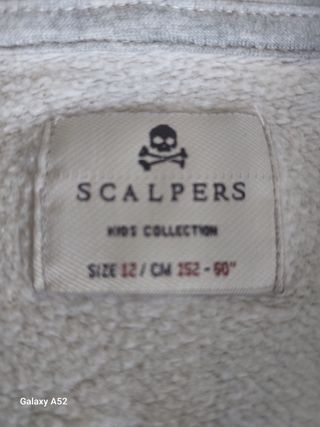 SCALPERS
KIDS COLLECTION
SIZE 12 / CM 152 - 60"
Galaxy A52